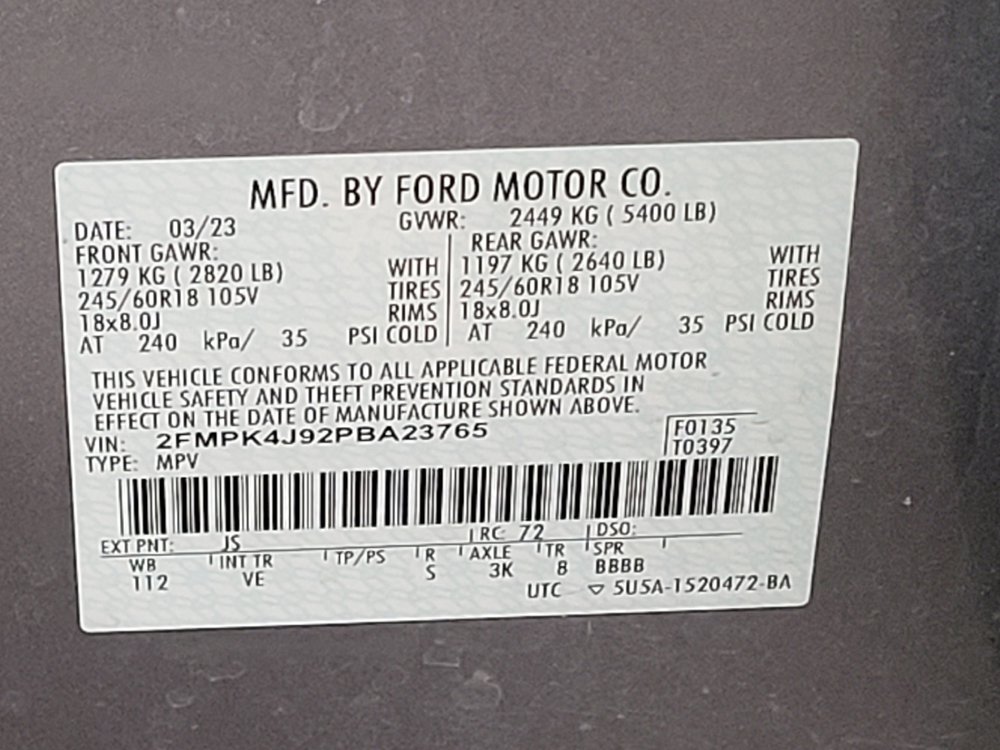 MFD. BY FORD MOTOR CO.
DATE: 03/23 GVWR: 2449 KG ( 5400 LB)
FRONT GAWR: REAR GAWR:
1279 KG ( 2820 LB) WITH 1197 KG ( 2640 LB) WITH
245/60R18 105V TIRES 245/60R18 105V TIRES
18x8.0J RIMS 18x8.0J RIMS
AT 240 kPa/ 35 PSI COLD AT 240 kPa/ 35 PSI COLD
THIS VEHICLE CONFORMS TO ALL APPLICABLE FEDERAL MOTOR
VEHICLE SAFETY AND THEFT PREVENTION STANDARDS IN
EFFECT ON THE DATE OF MANUFACTURE SHOWN ABOVE.
VIN: 2FMPK4J92PBA23765 F0135
TYPE: MPV T0397
EXT PNT: JS RC: 72 DSO:
WB INT TR TP/PS R AXLE TR SPR
112 VE S 3K 8 BBBB
UTC ▽ 5U5A-1520472-BA